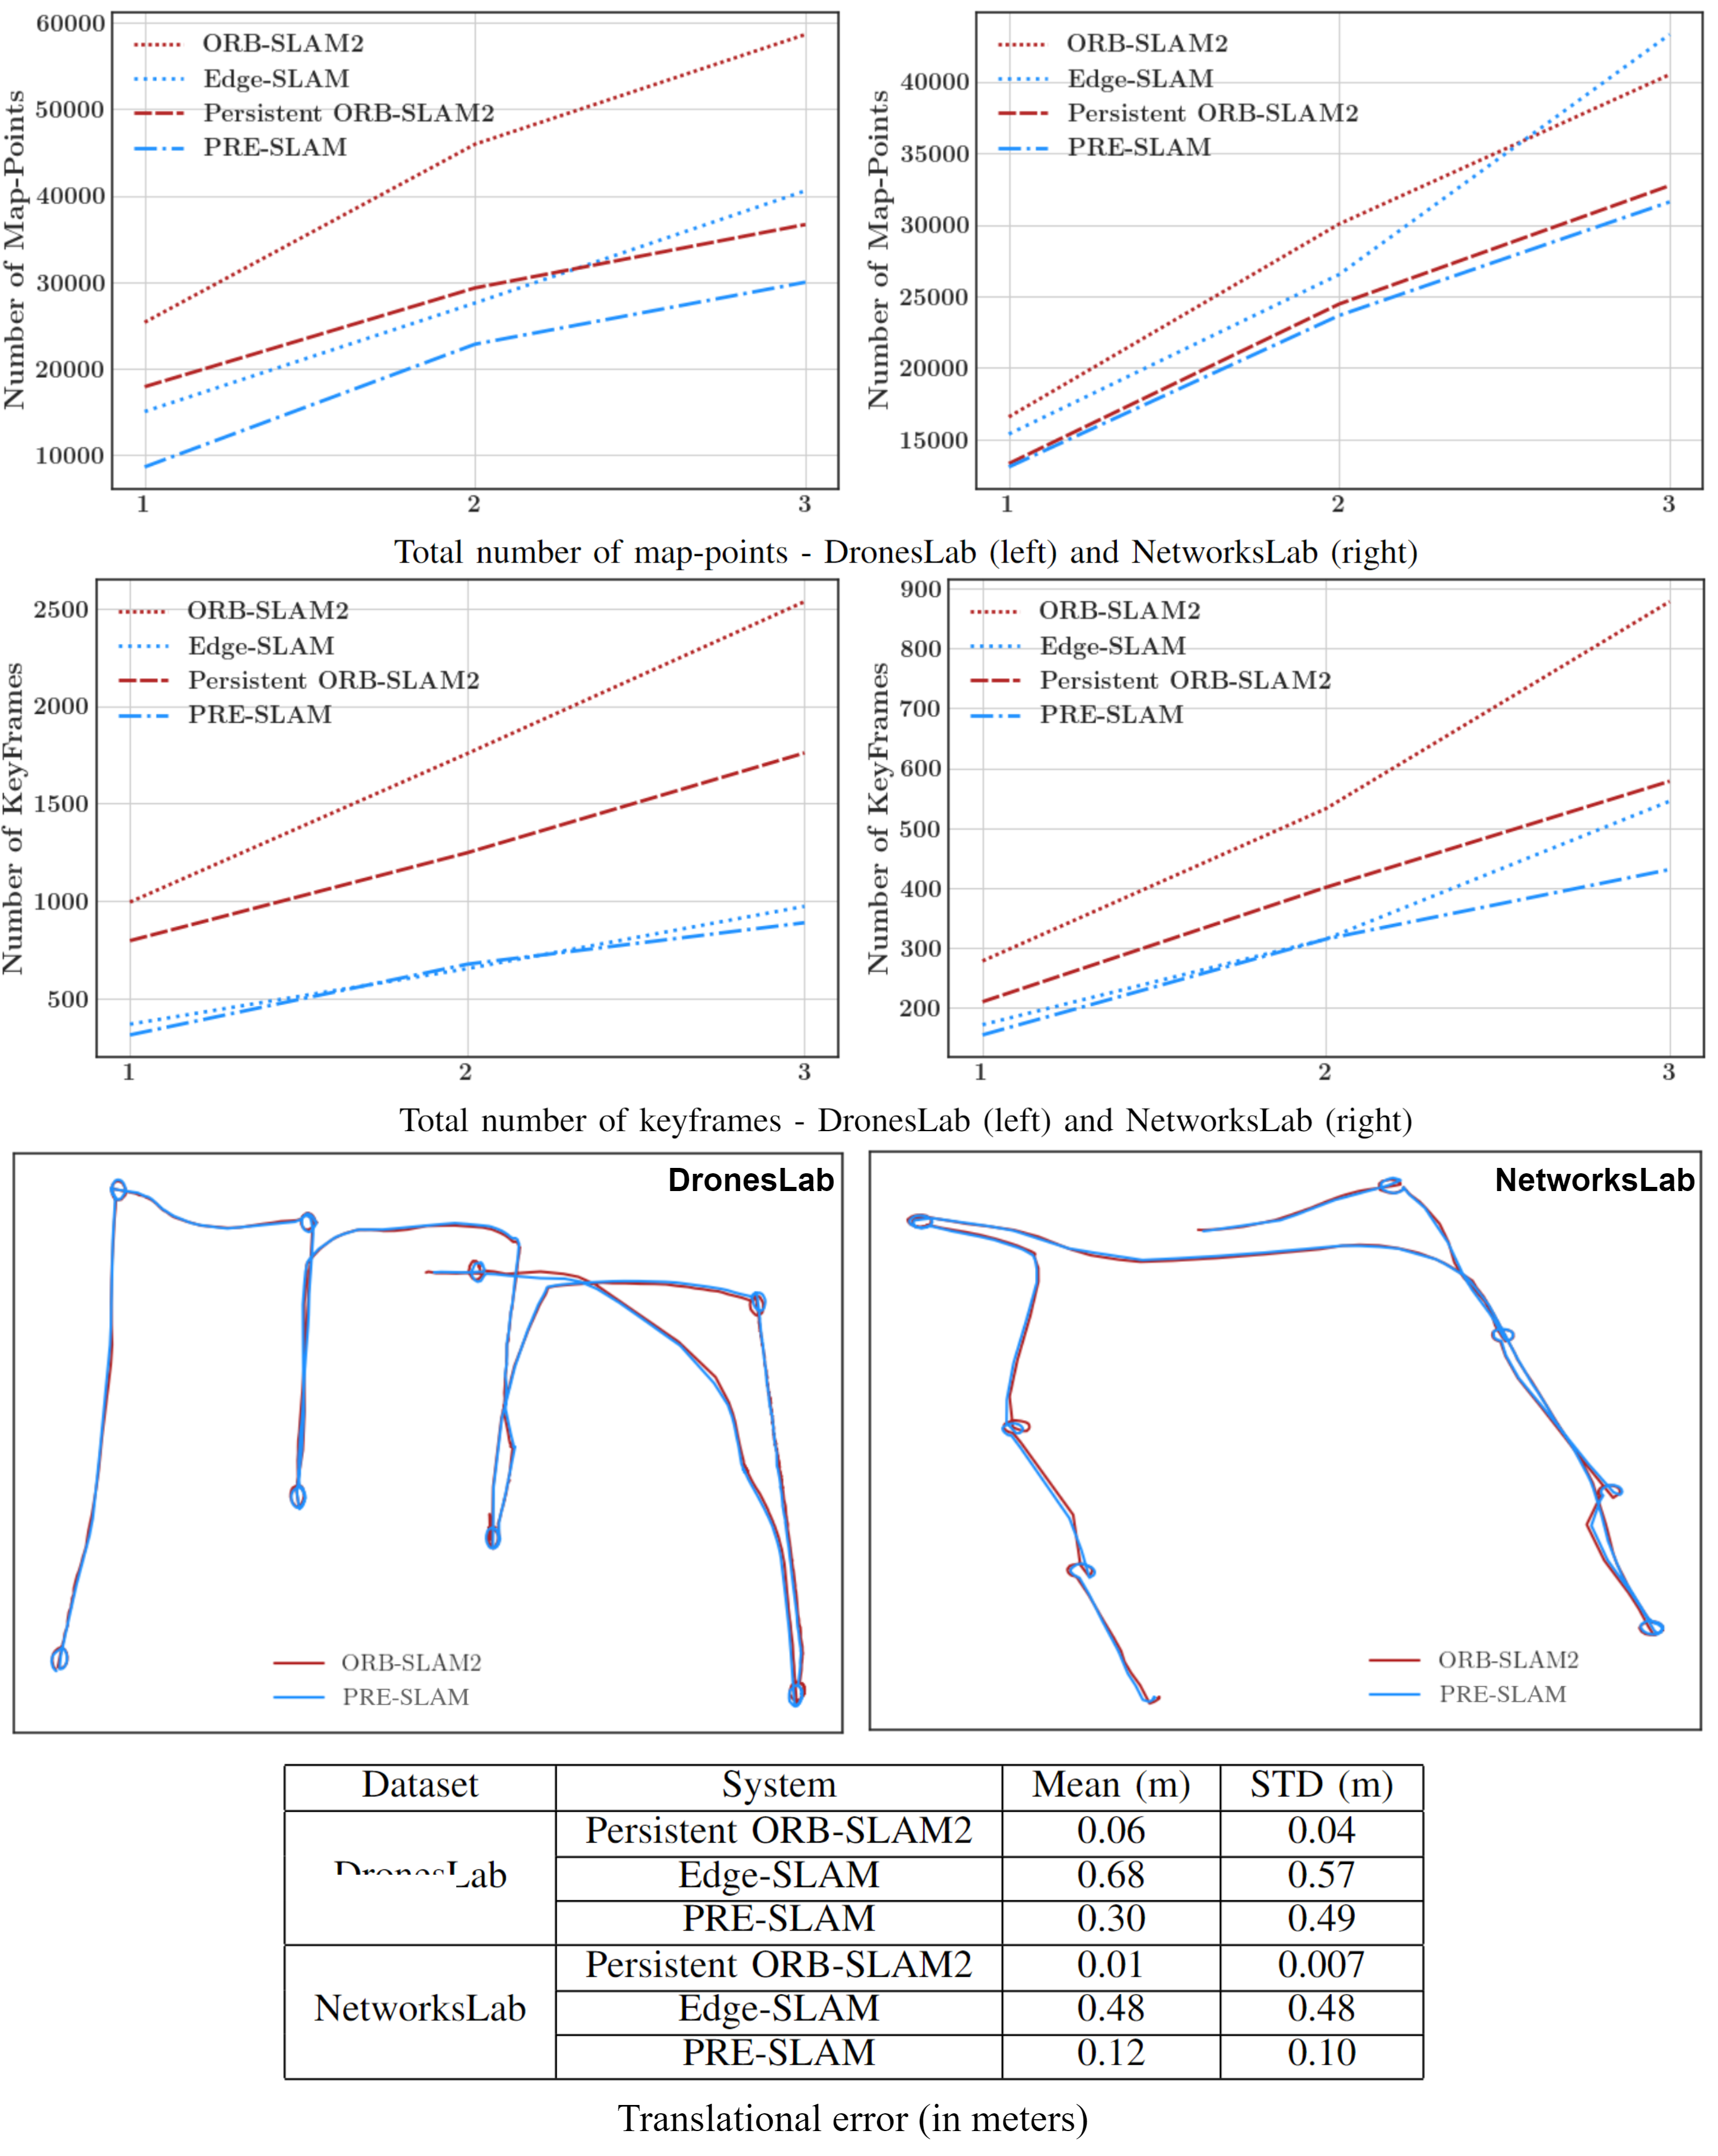 60000
50000
40000
30000
20000
10000
Number of Map-Points
ORB-SLAM2
Edge-SLAM
Persistent ORB-SLAM2
PRE-SLAM
1 2 3
40000
35000
30000
25000
20000
15000
Number of Map-Points
ORB-SLAM2
Edge-SLAM
Persistent ORB-SLAM2
PRE-SLAM
1 2 3
Total number of map-points - DronesLab (left) and NetworksLab (right)
2500
2000
1500
1000
500
Number of KeyFrames
ORB-SLAM2
Edge-SLAM
Persistent ORB-SLAM2
PRE-SLAM
1 2 3
900
800
700
600
500
400
300
200
Number of KeyFrames
ORB-SLAM2
Edge-SLAM
Persistent ORB-SLAM2
PRE-SLAM
1 2 3
Total number of keyframes - DronesLab (left) and NetworksLab (right)
DronesLab
ORB-SLAM2
PRE-SLAM
NetworksLab
ORB-SLAM2
PRE-SLAM
Dataset System Mean (m) STD (m)
Persistent ORB-SLAM2 0.06 0.04
DronesLab Edge-SLAM 0.68 0.57
PRE-SLAM 0.30 0.49
Persistent ORB-SLAM2 0.01 0.007
NetworksLab Edge-SLAM 0.48 0.48
PRE-SLAM 0.12 0.10
Translational error (in meters)